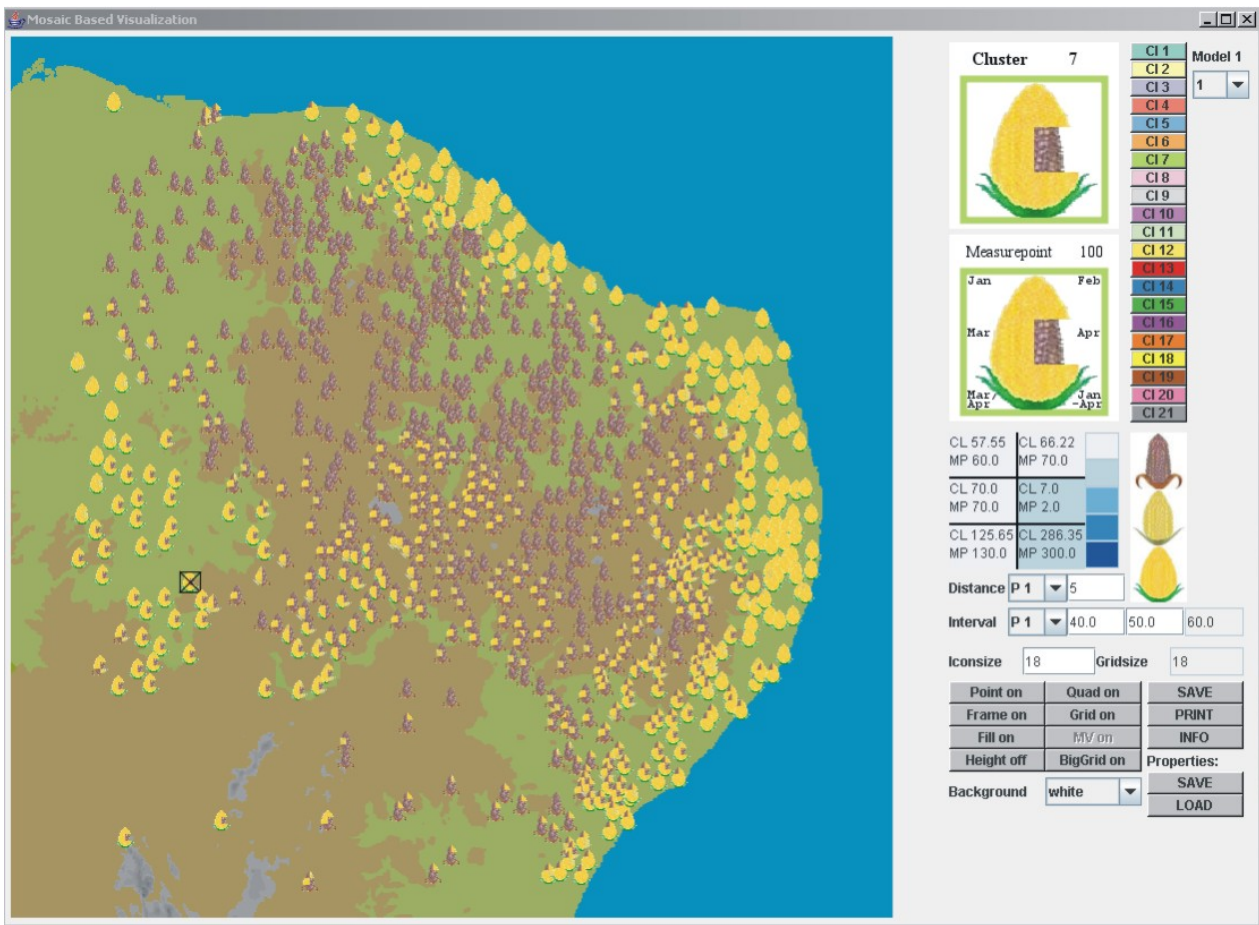 Mosaic Based Visualization
Cluster 7
Cl 1
Cl 2
Cl 3
Cl 4
Cl 5
Cl 6
Cl 7
Cl 8
Cl 9
Cl 10
Cl 11
Cl 12
Cl 13
Cl 14
Cl 15
Cl 16
Cl 17
Cl 18
Cl 19
Cl 20
Cl 21
Model 1
1
Measurepoint 100
Jan Feb
Mar Apr
Mar/ Jan
Apr -Apr
CL 57.55 CL 66.22
MP 60.0 MP 70.0
CL 70.0 CL 7.0
MP 70.0 MP 2.0
CL 125.65 CL 286.35
MP 130.0 MP 300.0
Distance P 1 5
Interval P 1 40.0 50.0 60.0
Iconsize 18 Gridsize 18
Point on Quad on SAVE
Frame on Grid on PRINT
Fill on MV on INFO
Height off BigGrid on Properties:
Background white SAVE
LOAD